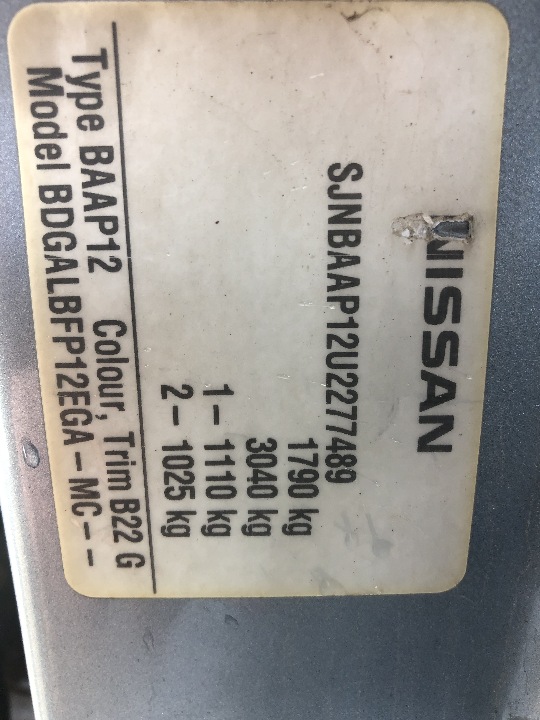 NISSAN
SJNBAAP12U2277489
1790 kg
3040 kg
1 – 1110 kg
2 – 1025 kg
Type BAAP12 Colour, Trim B22 G
Model BDGALBFP12EGA – MC – –